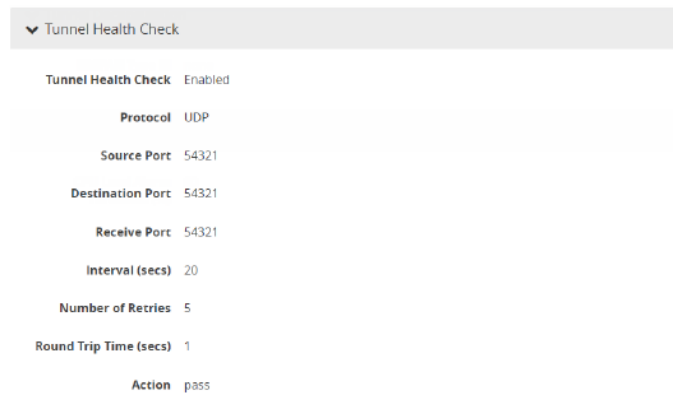 Tunnel Health Check
Tunnel Health Check Enabled
Protocol UDP
Source Port 54321
Destination Port 54321
Receive Port 54321
Interval (secs) 20
Number of Retries 5
Round Trip Time (secs) 1
Action pass